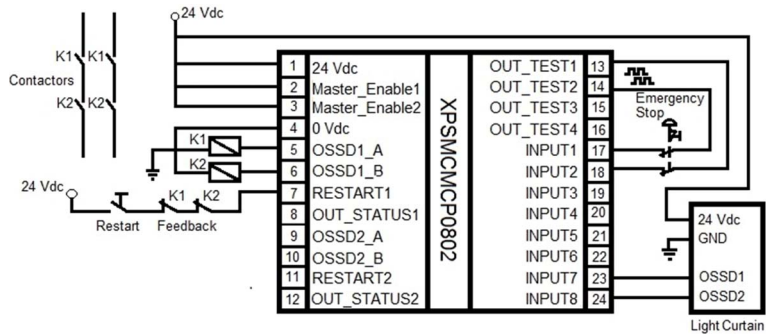 24 Vdc
K1 K1
Contactors
K2 K2
24 Vdc
Restart
K1 K2
Feedback
K1
K2
1 24 Vdc
2 Master_Enable1
3 Master_Enable2
4 0 Vdc
5 OSSD1_A
6 OSSD1_B
7 RESTART1
8 OUT_STATUS1
9 OSSD2_A
10 OSSD2_B
11 RESTART2
12 OUT_STATUS2
XPSMCMCP0802
OUT_TEST1 13
OUT_TEST2 14
OUT_TEST3 15
OUT_TEST4 16
INPUT1 17
INPUT2 18
INPUT3 19
INPUT4 20
INPUT5 21
INPUT6 22
INPUT7 23
INPUT8 24
Emergency
Stop
24 Vdc
GND
OSSD1
OSSD2
Light Curtain